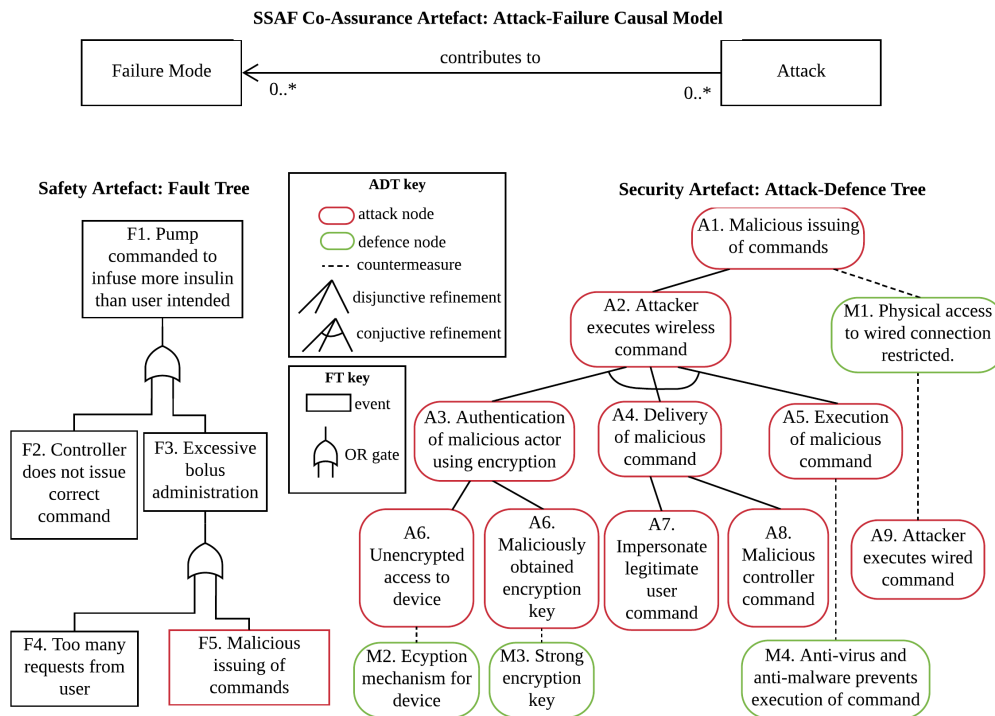 SSAF Co-Assurance Artefact: Attack-Failure Causal Model
Failure Mode
contributes to
Attack
0..*
0..*
Safety Artefact: Fault Tree
F1. Pump
commanded to
infuse more insulin
than user intended
F2. Controller
does not issue
correct
command
F3. Excessive
bolus
administration
F4. Too many
requests from
user
F5. Malicious
issuing of
commands
ADT key
attack node
defence node
countermeasure
disjunctive refinement
conjuctive refinement
FT key
event
OR gate
Security Artefact: Attack-Defence Tree
A1. Malicious issuing
of commands
A2. Attacker
executes wireless
command
M1. Physical access
to wired connection
restricted.
A3. Authentication
of malicious actor
using encryption
A4. Delivery
of malicious
command
A5. Execution
of malicious
command
A6.
Unencrypted
access to
device
A6.
Maliciously
obtained
encryption
key
A7.
Impersonate
legitimate
user
command
A8.
Malicious
controller
command
A9. Attacker
executes wired
command
M2. Ecyption
mechanism for
device
M3. Strong
encryption
key
M4. Anti-virus and
anti-malware prevents
execution of command